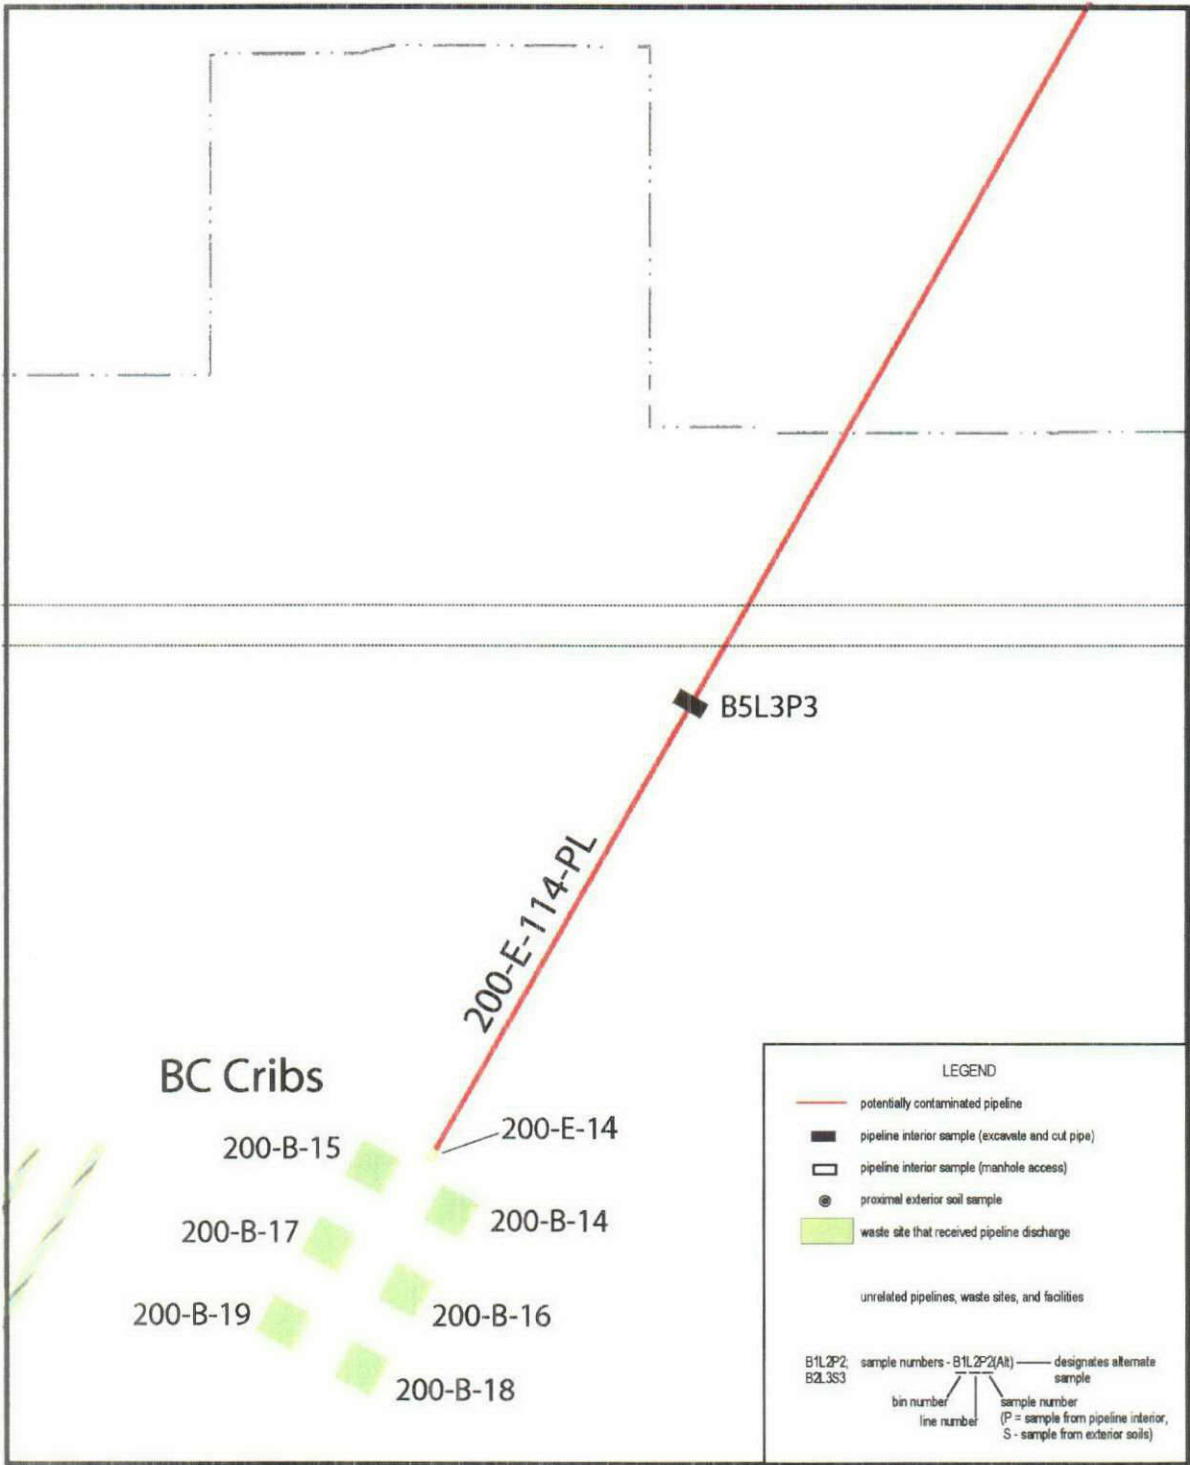 B5L3P3
200-E-114-PL
BC Cribs
200-E-14
200-B-15
200-B-14
200-B-17
200-B-16
200-B-19
200-B-18
LEGEND
potentially contaminated pipeline
pipeline interior sample (excavate and cut pipe)
pipeline interior sample (manhole access)
proximal exterior soil sample
waste site that received pipeline discharge
unrelated pipelines, waste sites, and facilities
B1L2P2; sample numbers - B1L2P2(Alt) designates alternate
B2L3S3 sample
bin number sample number
line number (P = sample from pipeline interior,
S - sample from exterior soils)